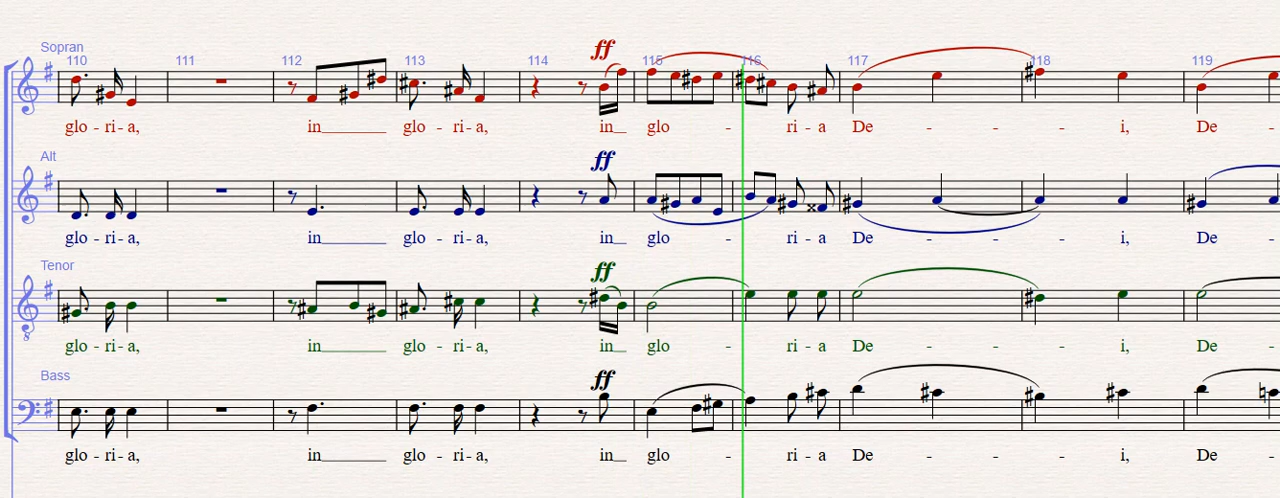 Sopran
110 111 112 113 114 115 116 117 118 119
ff
glo - ri - a, in glo - ri - a, in glo - ri - a De - - - i, De -
Alt
ff
glo - ri - a, in glo - ri - a, in glo - ri - a De - - - i, De -
Tenor
ff
8
glo - ri - a, in glo - ri - a, in glo - ri - a De - - - i, De -
Bass
ff
glo - ri - a, in glo - ri - a, in glo - ri - a De - - - i, De -